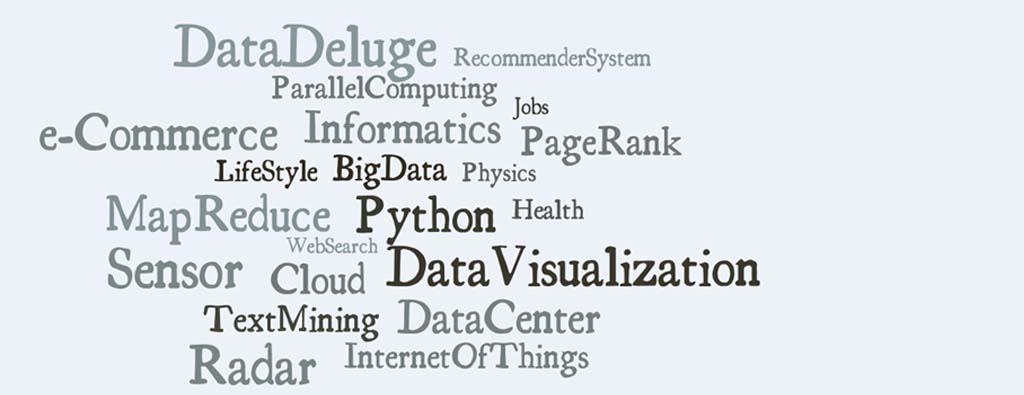 DataDeluge RecommenderSystem
ParallelComputing
Jobs
e-Commerce Informatics PageRank
LifeStyle BigData Physics
MapReduce Python Health
WebSearch
Sensor Cloud DataVisualization
TextMining DataCenter
Radar InternetOfThings